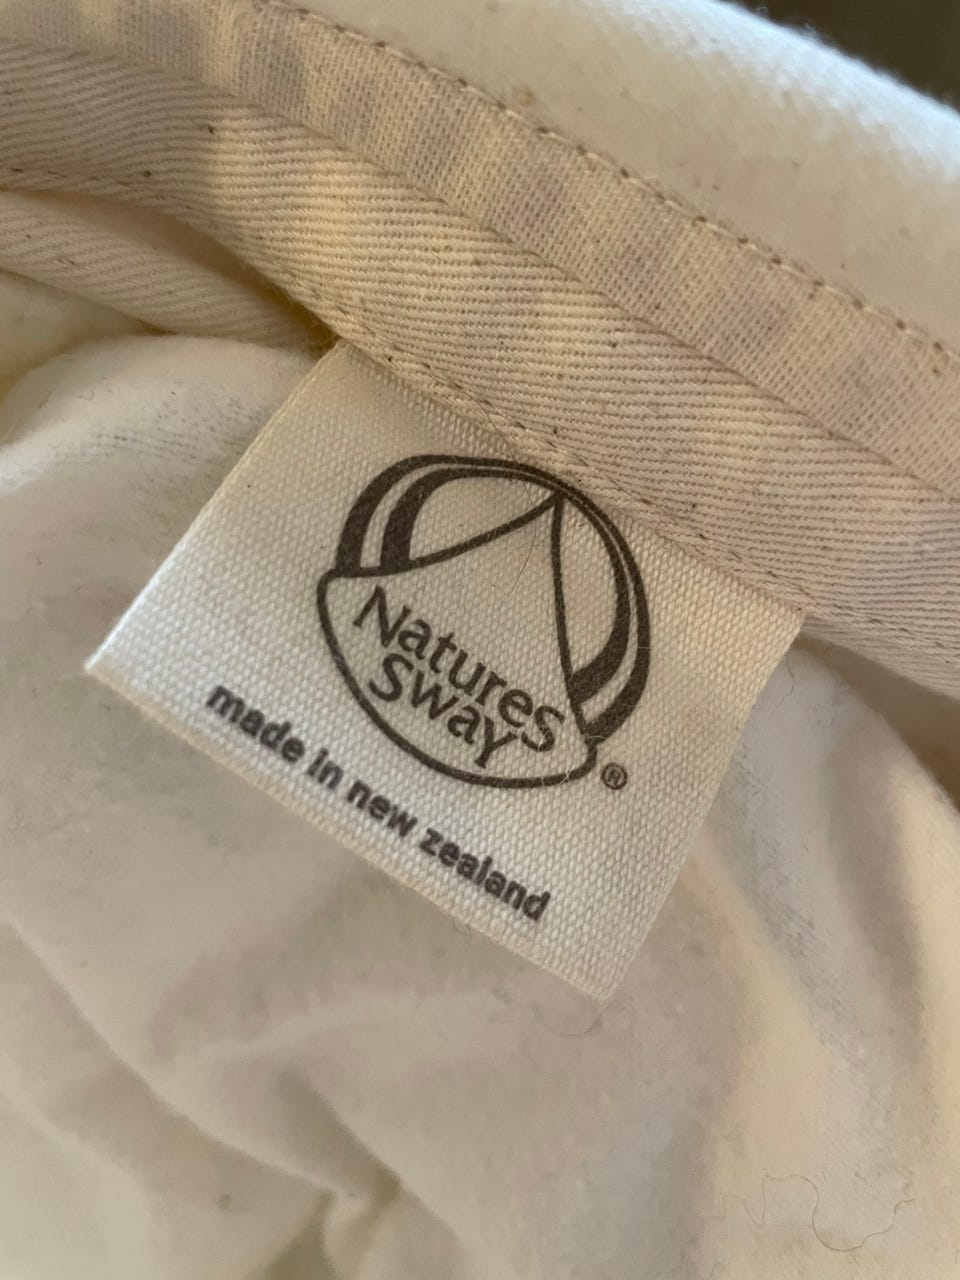 Natures
Sway
®
made in new zealand